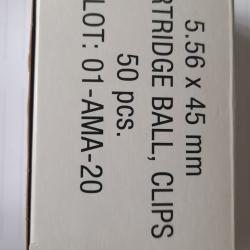 5.56 x 45 mm
RTRIDGE BALL, CLIPS
50 pcs.
LOT: 01-AMA-20